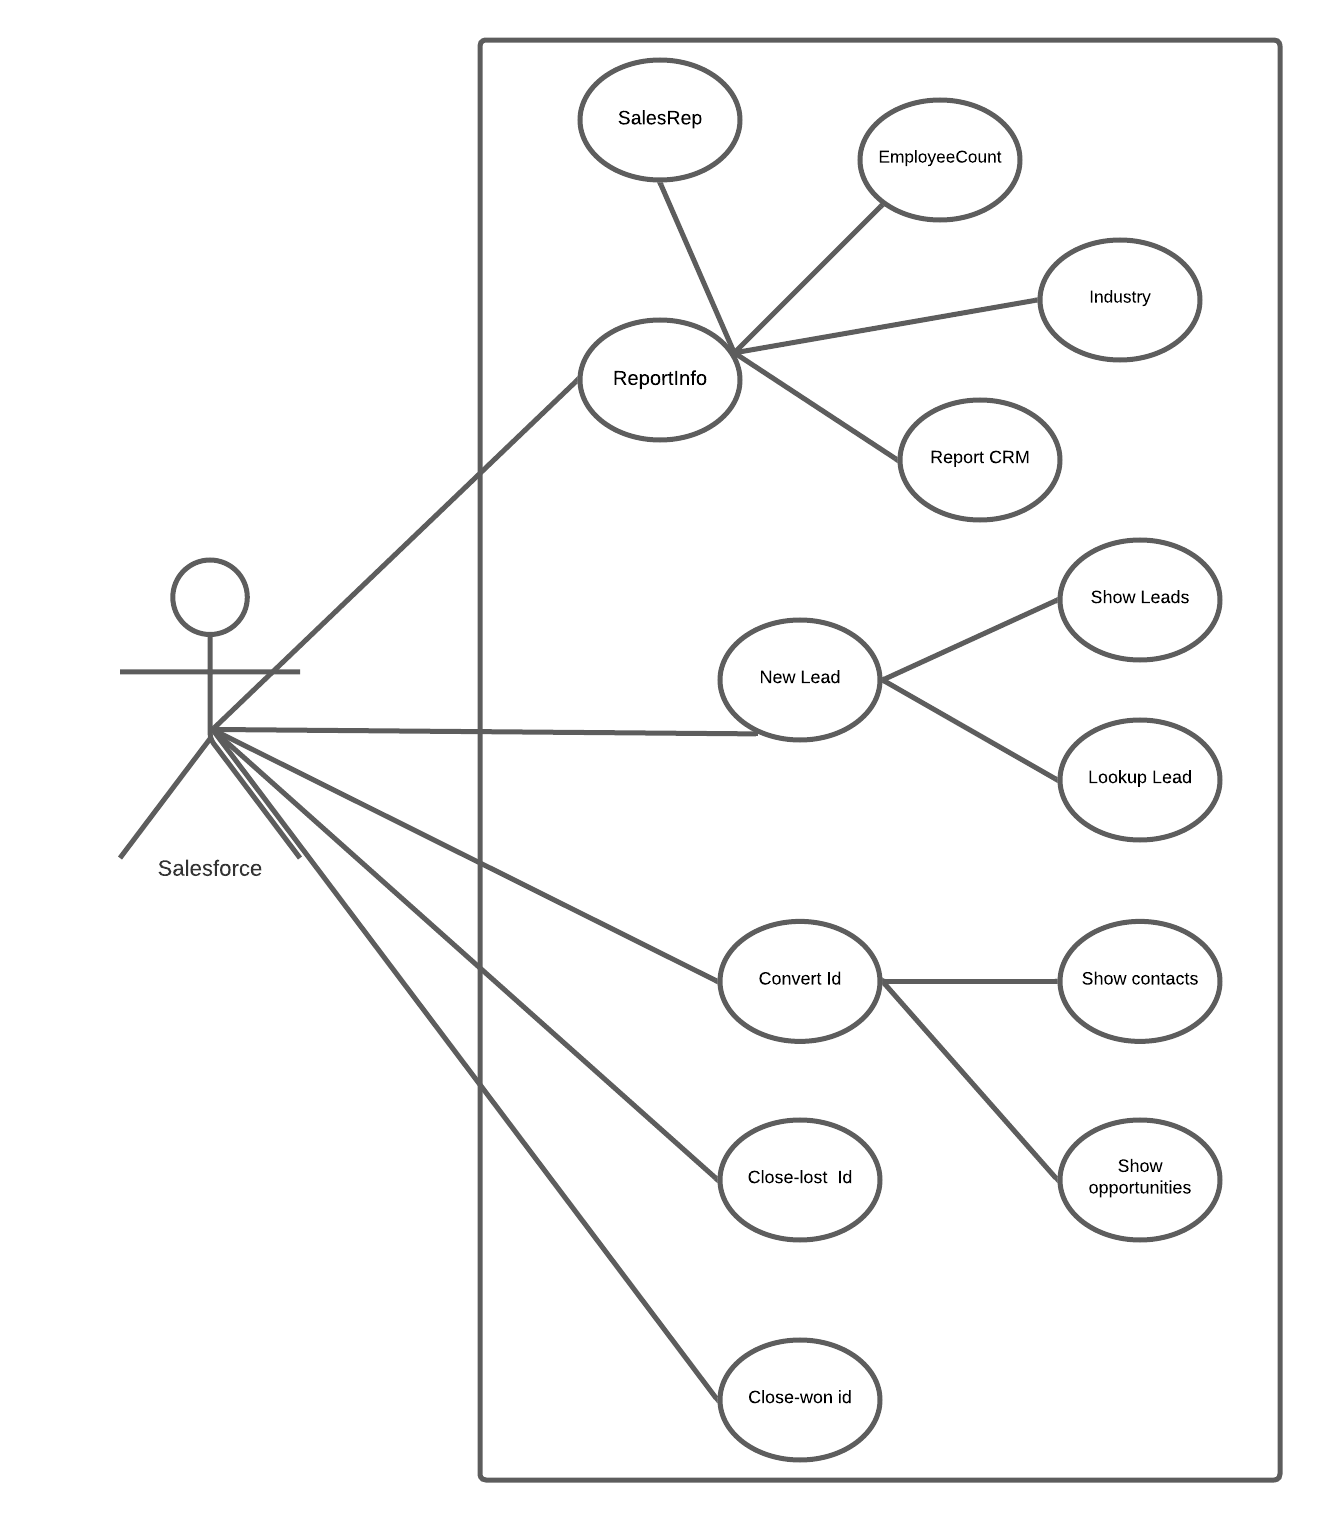 SalesRep
EmployeeCount
Industry
ReportInfo
Report CRM
Show Leads
New Lead
Lookup Lead
Salesforce
Convert Id
Show contacts
Close-lost  Id
Show
opportunities
Close-won id